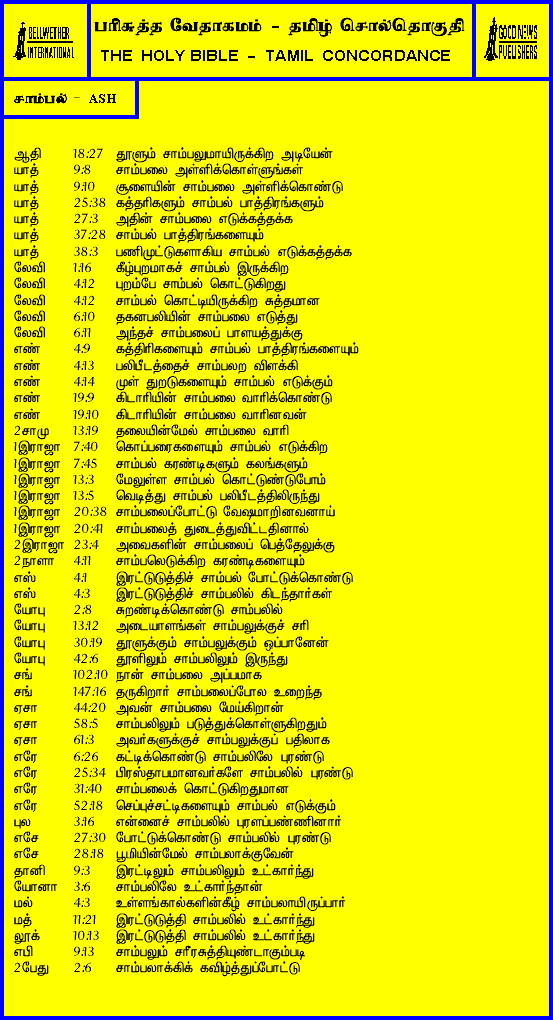 BELLWETHER
INTERNATIONAL
பரிசுத்த வேதாகமம் - தமிழ் சொல்தொகுதி
THE HOLY BIBLE - TAMIL CONCORDANCE
GOOD NEWS
PUBLISHERS
சாம்பல் - ASH
ஆதி 18:27 தூளும் சாம்பலுமாயிருக்கிற அடியேன்
யாத் 9:8 சாம்பலை அள்ளிக்கொள்ளுங்கள்
யாத் 9:10 சூளையின் சாம்பலை அள்ளிக்கொண்டு
யாத் 25:38 கத்தரிகளும் சாம்பல் பாத்திரங்களும்
யாத் 27:3 அதின் சாம்பலை எடுக்கத்தக்க
யாத் 37:28 சாம்பல் பாத்திரங்களையும்
யாத் 38:3 பணிமுட்டுகளாகிய சாம்பல் எடுக்கத்தக்க
லேவி 1:16 கீழ்புறமாகச் சாம்பல் இருக்கிற
லேவி 4:12 புறம்பே சாம்பல் கொட்டுகிறது
லேவி 4:12 சாம்பல் கொட்டியிருக்கிற சுத்தமான
லேவி 6:10 தகனபலியின் சாம்பலை எடுத்து
லேவி 6:11 அந்தச் சாம்பலைப் பாளயத்துக்கு
எண் 4:9 கத்திரிகளையும் சாம்பல் பாத்திரங்களையும்
எண் 4:13 பலிபீடத்தைச் சாம்பலற விளக்கி
எண் 4:14 முள் துறடுகளையும் சாம்பல் எடுக்கும்
எண் 19:9 கிடாரியின் சாம்பலை வாரிக்கொண்டு
எண் 19:10 கிடாரியின் சாம்பலை வாரினவன்
2சாமு 13:19 தலையின்மேல் சாம்பலை வாரி
1இராஜா 7:40 கொப்பரைகளையும் சாம்பல் எடுக்கிற
1இராஜா 7:45 சாம்பல் கரண்டிகளும் கலங்களும்
1இராஜா 13:3 மேலுள்ள சாம்பல் கொட்டுண்டுபோம்
1இராஜா 13:5 வெடித்து சாம்பல் பலிபீடத்திலிருந்து
1இராஜா 20:38 சாம்பலைப்போட்டு வேஷமாறினவனாய்
1இராஜா 20:41 சாம்பலைத் துடைத்துவிட்டதினால்
2இராஜா 23:4 அவைகளின் சாம்பலைப் பெத்தேலுக்கு
2நாளா 4:11 சாம்பலெடுக்கிற கரண்டிகளையும்
எஸ் 4:1 இரட்டுடுத்திச் சாம்பல் போட்டுக்கொண்டு
எஸ் 4:3 இரட்டுடுத்திச் சாம்பலில் கிடந்தார்கள்
யோபு 2:8 சுறண்டிக்கொண்டு சாம்பலில்
யோபு 13:12 அடையாளங்கள் சாம்பலுக்குச் சரி
யோபு 30:19 தூளுக்கும் சாம்பலுக்கும் ஒப்பானேன்
யோபு 42:6 தூளிலும் சாம்பலிலும் இருந்து
சங் 102:10 நான் சாம்பலை அப்பமாக
சங் 147:16 தருகிறார் சாம்பலைப்போல உறைந்த
ஏசா 44:20 அவன் சாம்பலை மேய்கிறான்
ஏசா 58:5 சாம்பலிலும் படுத்துக்கொள்ளுகிறதும்
ஏசா 61:3 அவர்களுக்குச் சாம்பலுக்குப் பதிலாக
எரே 6:26 கட்டிக்கொண்டு சாம்பலிலே புரண்டு
எரே 25:34 பிரஸ்தாபமானவர்களே சாம்பலில் புரண்டு
எரே 31:40 சாம்பலைக் கொட்டுகிறதுமான
எரே 52:18 செப்புச்சட்டிகளையும் சாம்பல் எடுக்கும்
புல 3:16 என்னைச் சாம்பலில் புரளப்பண்ணினார்
எசே 27:30 போட்டுக்கொண்டு சாம்பலில் புரண்டு
எசே 28:18 பூமியின்மேல் சாம்பலாக்குவேன்
தானி 9:3 இரட்டிலும் சாம்பலிலும் உட்கார்ந்து
யோனா 3:6 சாம்பலிலே உட்கார்ந்தான்
மல் 4:3 உள்ளங்கால்களின்கீழ் சாம்பலாயிருப்பார்
மத் 11:21 இரட்டுடுத்தி சாம்பலில் உட்கார்ந்து
லூக் 10:13 இரட்டுடுத்தி சாம்பலில் உட்கார்ந்து
எபி 9:13 சாம்பலும் சரீரசுத்தியுண்டாகும்படி
2பேது 2:6 சாம்பலாக்கிக் கவிழ்த்துப்போட்டு